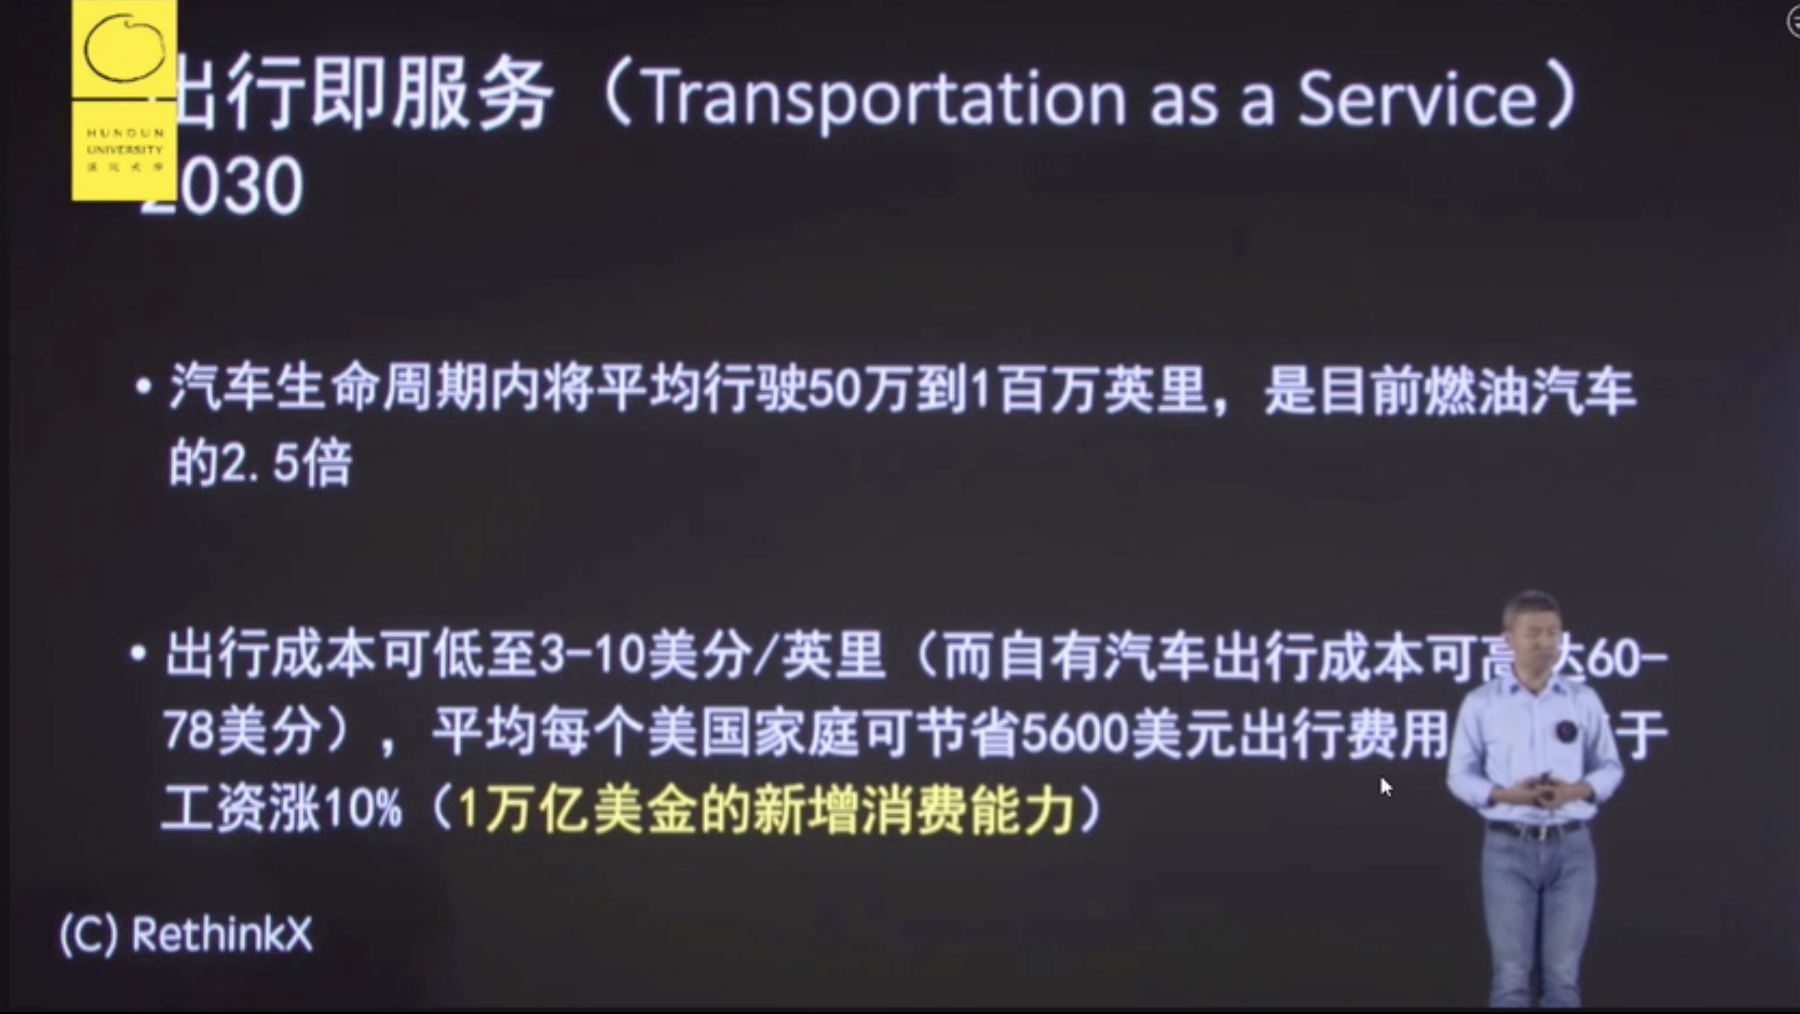 HUNDUN
UNIVERSITY
混沌大学
出行即服务（Transportation as a Service）
2030
• 汽车生命周期内将平均行驶50万到1百万英里，是目前燃油汽车
的2.5倍
• 出行成本可低至3-10美分/英里（而自有汽车出行成本可高达60-
78美分），平均每个美国家庭可节省5600美元出行费用 于
工资涨10%（1万亿美金的新增消费能力）
(C) RethinkX